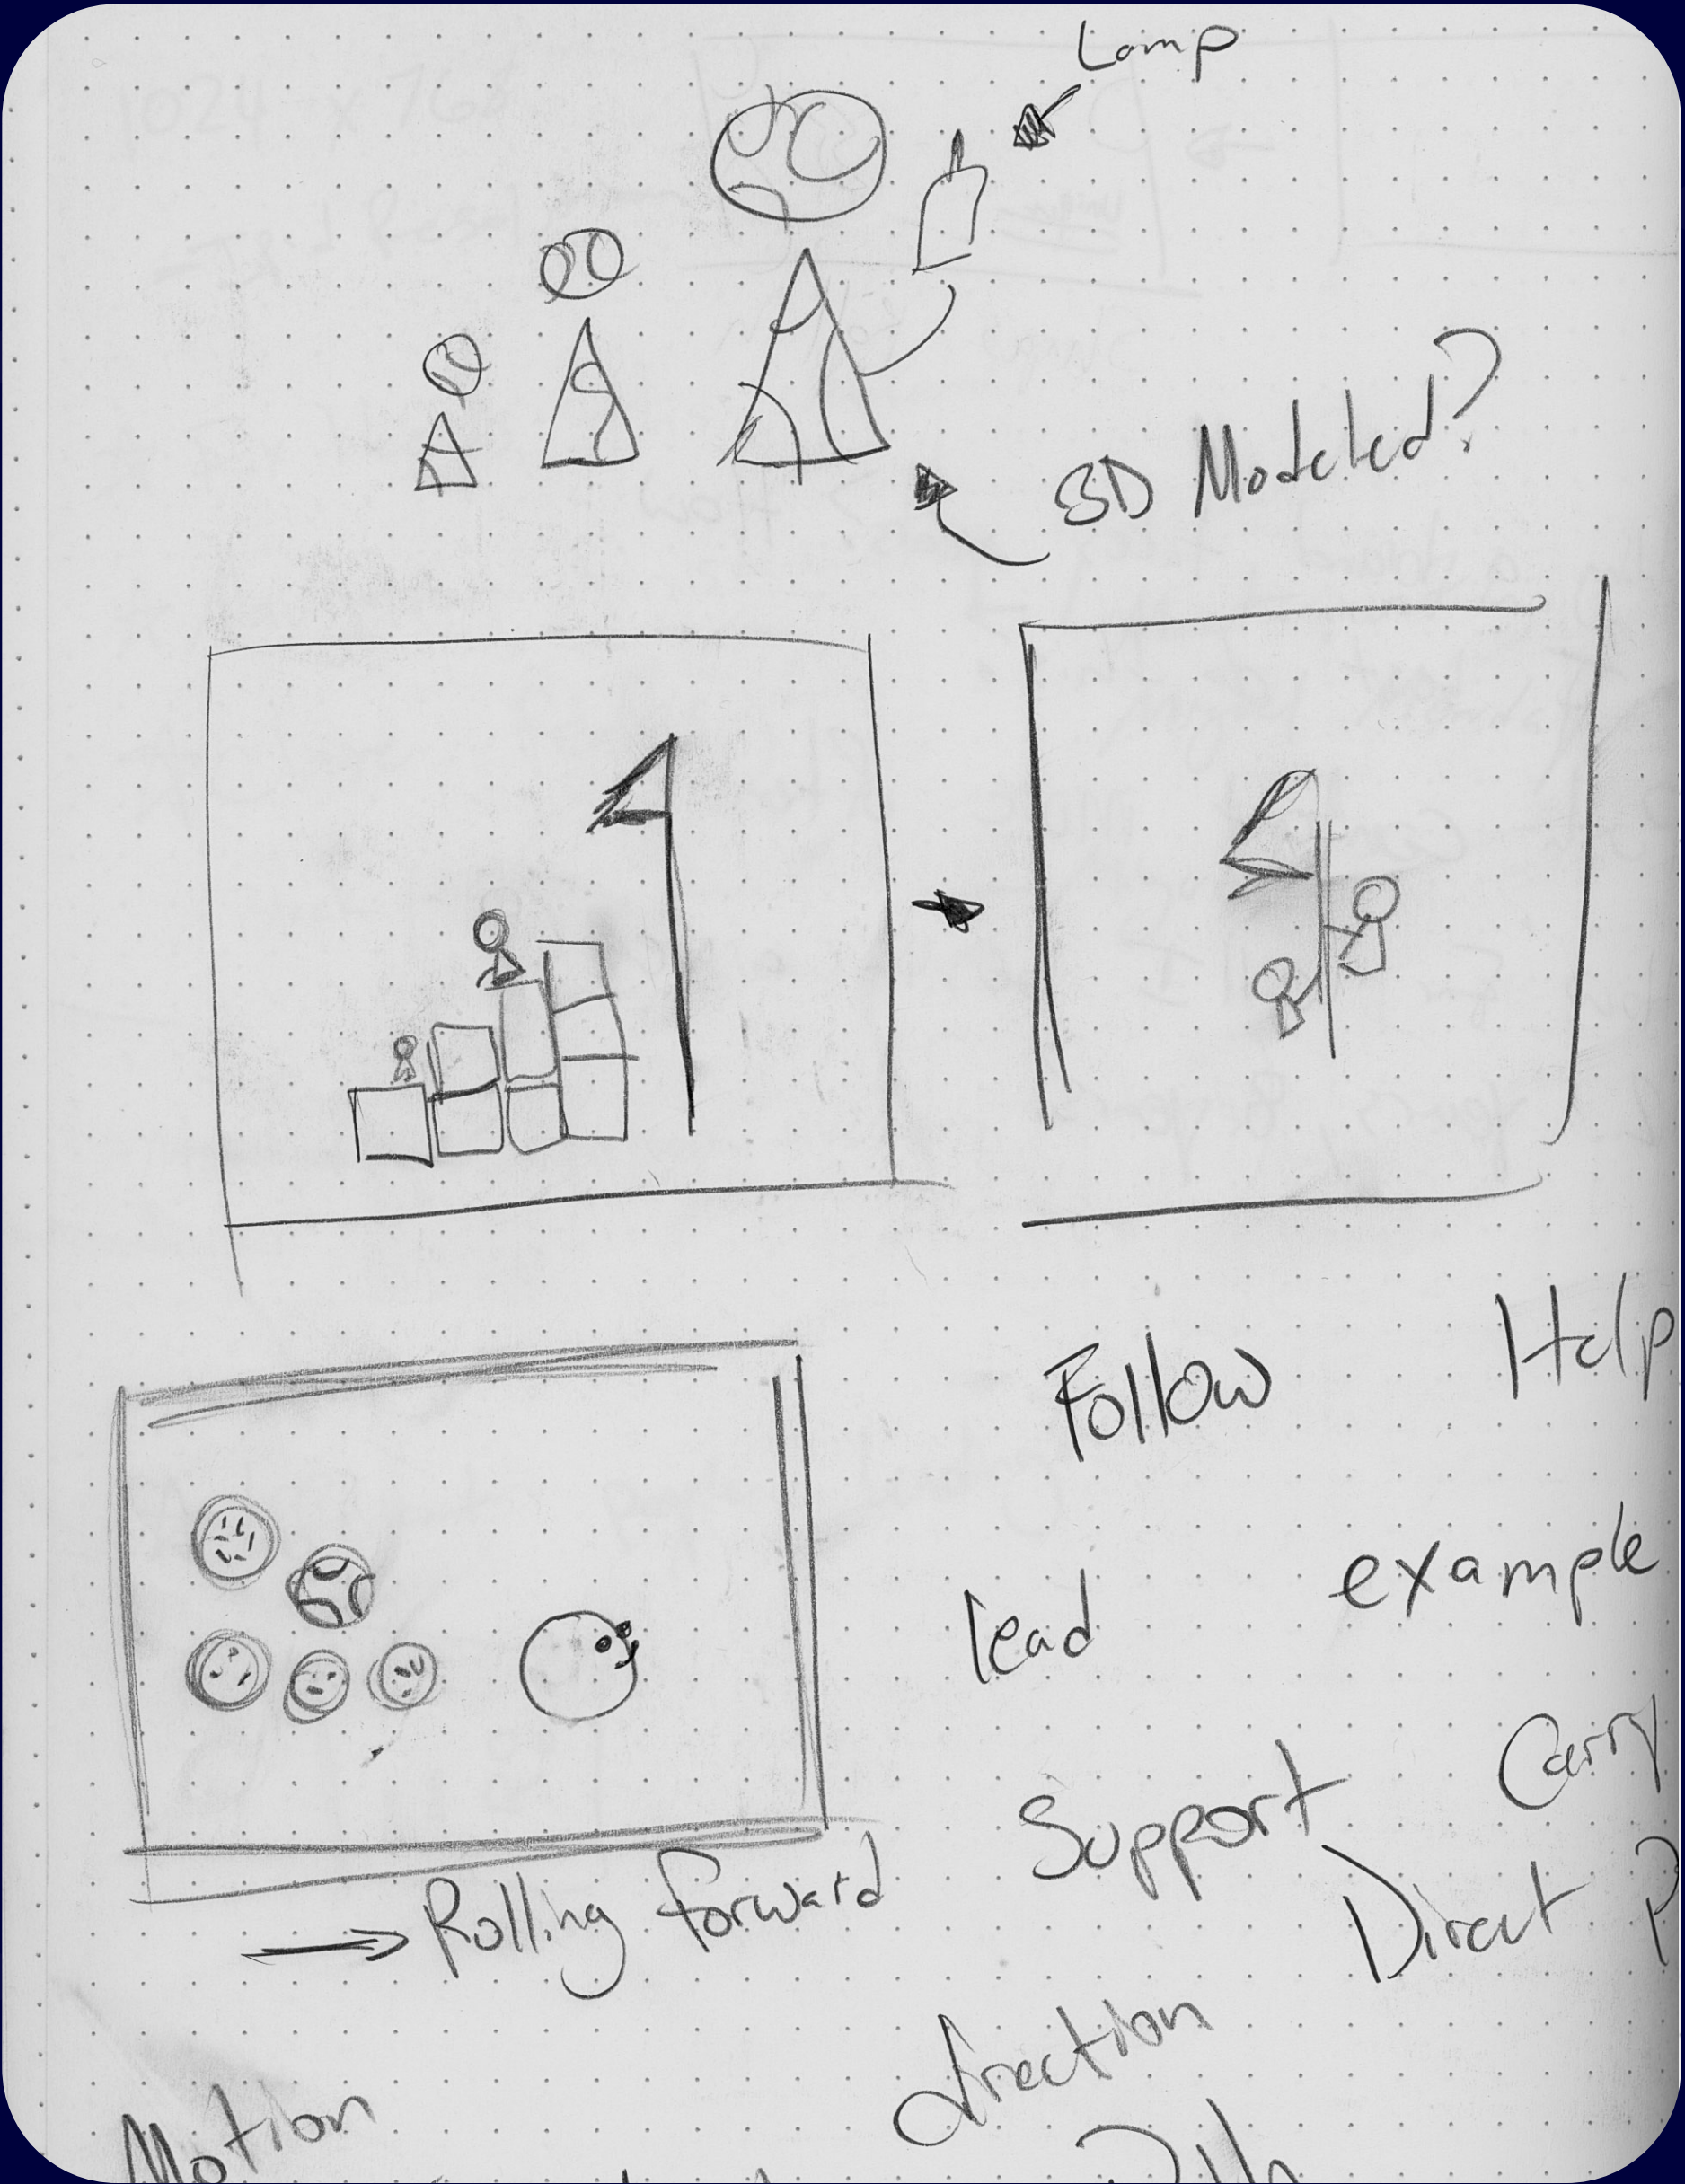 Lamp
3D Modeled?
Follow
Help
lead
example
Support
Carry
Rolling forward
Direct
direction
Motion